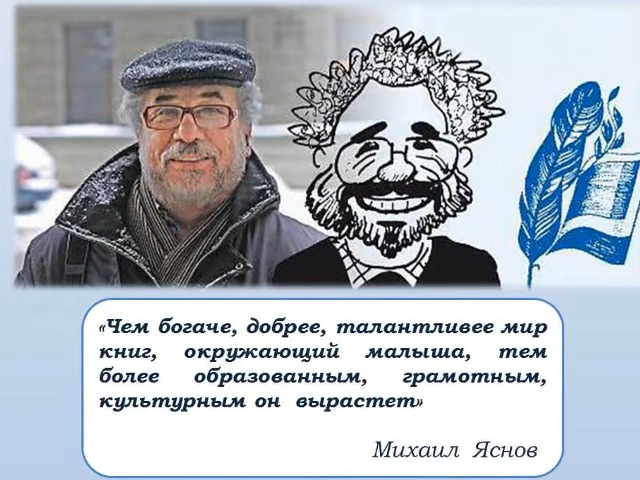 «Чем богаче, добрее, талантливее мир
книг, окружающий малыша, тем
более образованным, грамотным,
культурным он вырастет»
Михаил Яснов